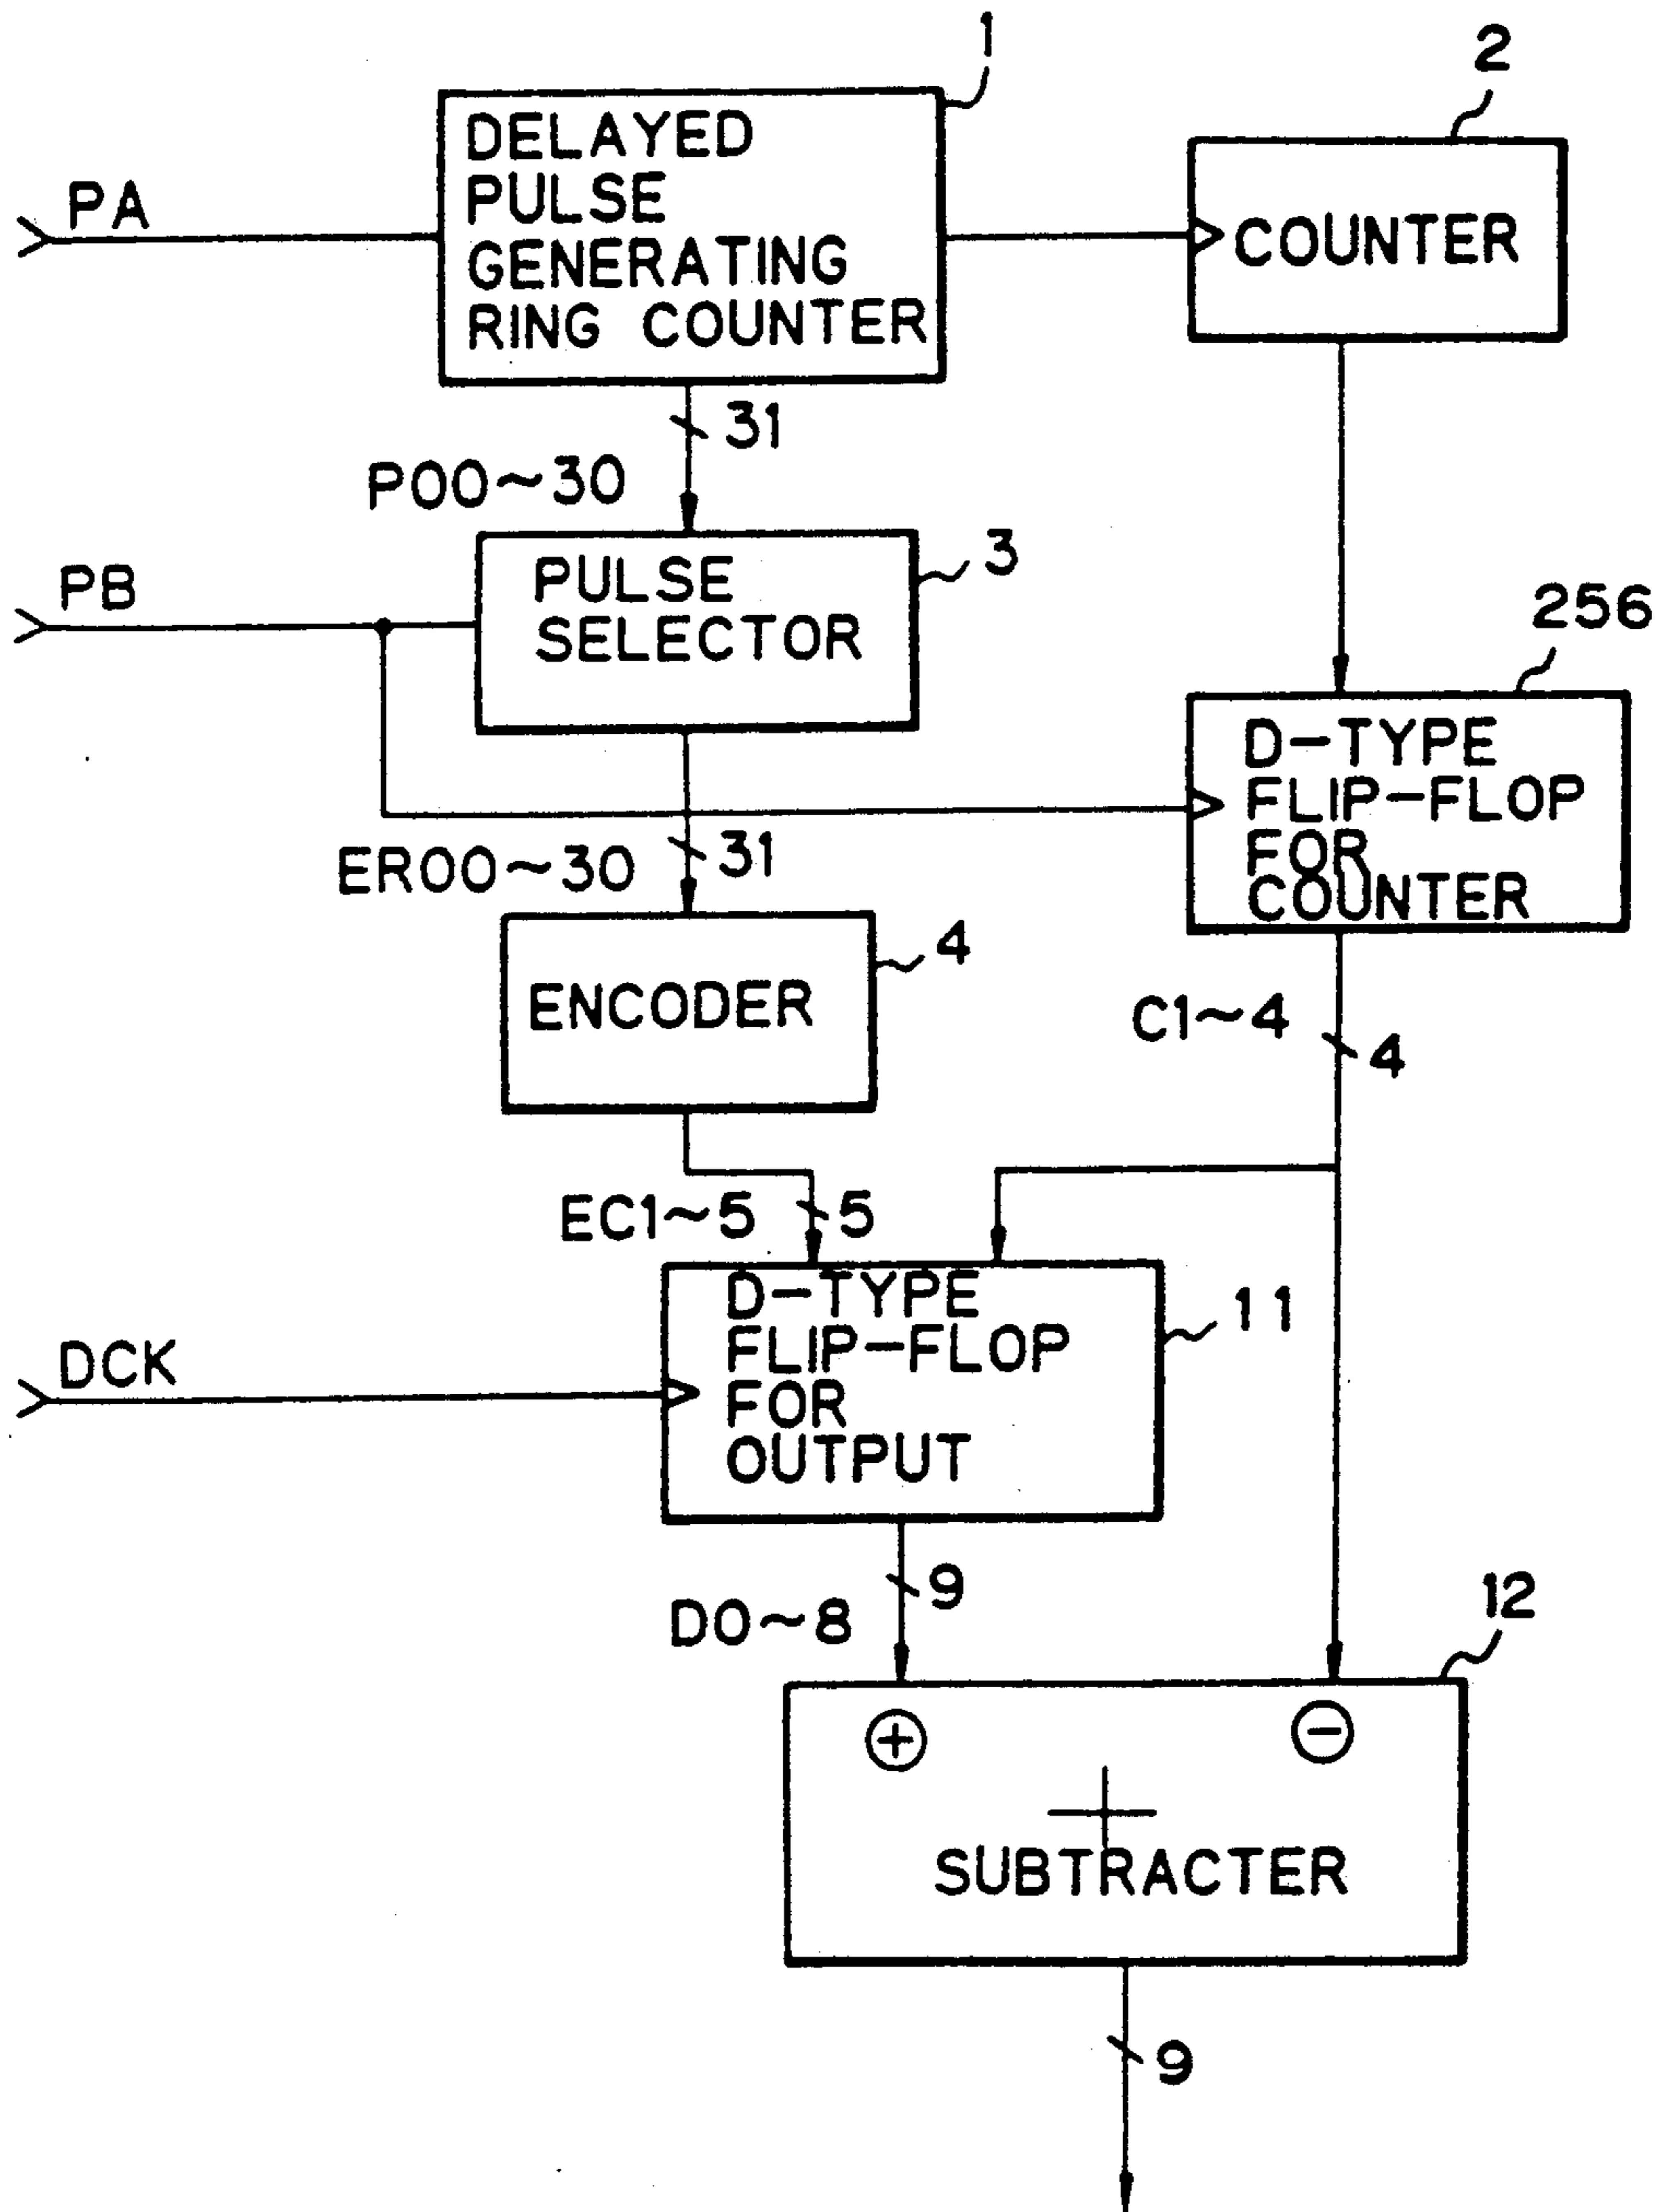 1
2
DELAYED
PULSE
GENERATING
RING COUNTER
PA
COUNTER
31
P00~30
3
PB
PULSE
SELECTOR
256
D-TYPE
FLIP-FLOP
FOR
COUNTER
31
ER00~30
4
ENCODER
C1~4
4
EC1~5
5
D-TYPE
FLIP-FLOP
FOR
OUTPUT
11
DCK
9
D0~8
12
+
−
SUBTRACTER
9